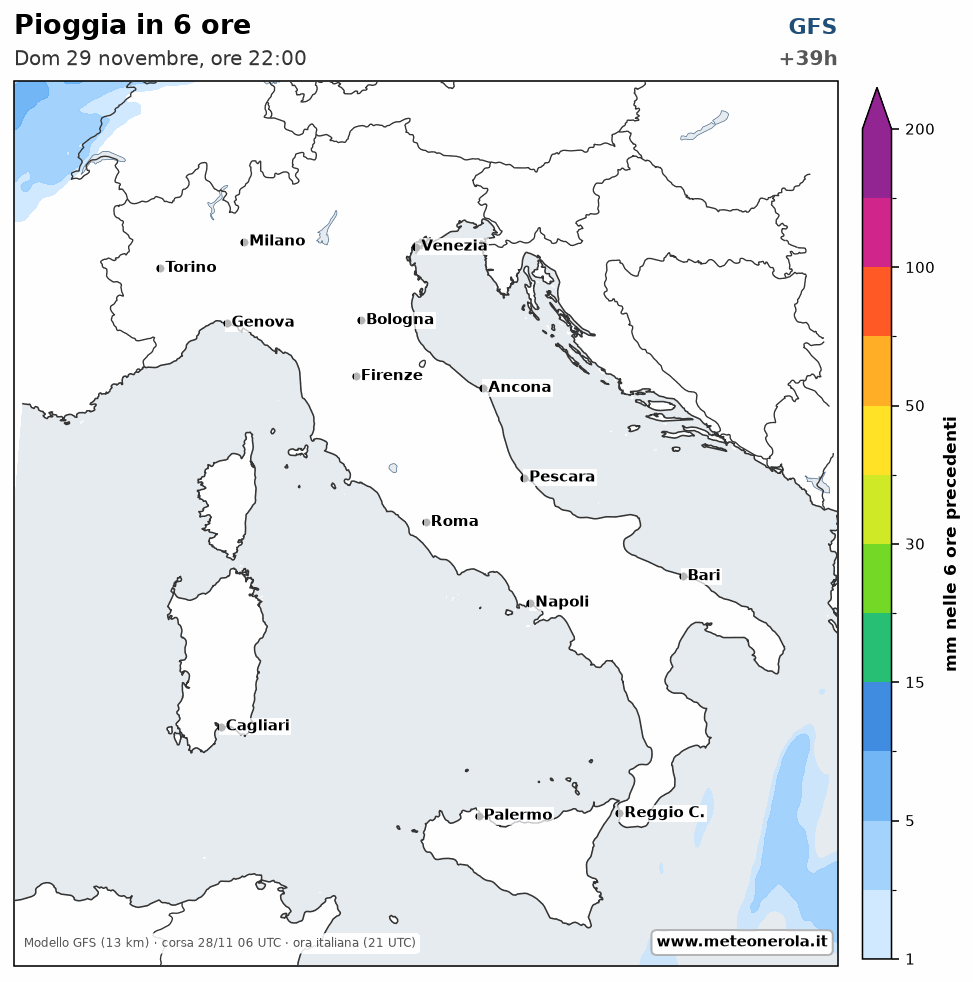 Pioggia in 6 ore
GFS
Dom 29 novembre, ore 22:00
+39h
Milano
Venezia
Torino
Genova
Bologna
Firenze
Ancona
Pescara
Roma
Bari
Napoli
Cagliari
Palermo
Reggio C.
200
100
50
30
15
5
1
mm nelle 6 ore precedenti
Modello GFS (13 km) · corsa 28/11 06 UTC · ora italiana (21 UTC)
www.meteonerola.it